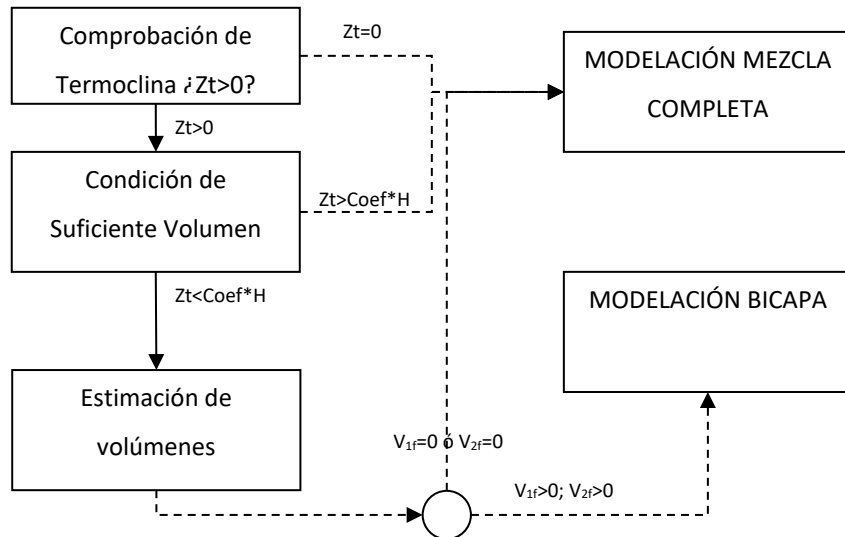 Comprobación de
Termoclina ¿Zt>0?
Zt=0
MODELACIÓN MEZCLA
COMPLETA
Zt>0
Condición de
Suficiente Volumen
Zt>Coef*H
Zt<Coef*H
MODELACIÓN BICAPA
Estimación de
volúmenes
V1f=0 ó V2f=0
V1f>0; V2f>0